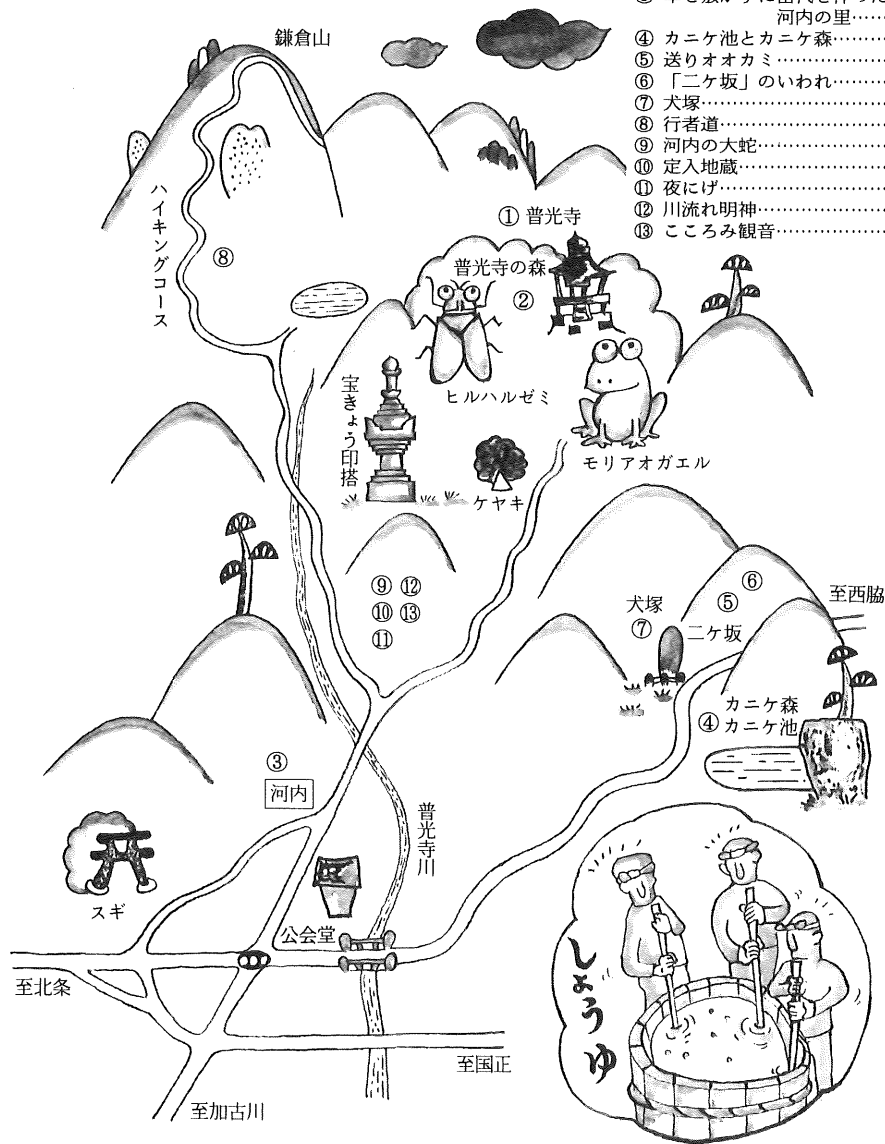 河内の里……
④ カニケ池とカニケ森………
⑤ 送りオオカミ………………
⑥ 「二ケ坂」のいわれ………
⑦ 犬塚…………………………
⑧ 行者道………………………
⑨ 河内の大蛇…………………
⑩ 定入地蔵……………………
⑪ 夜にげ………………………
⑫ 川流れ明神…………………
⑬ こころみ観音………………
鎌倉山
ハイキングコース
⑧
① 普光寺
普光寺の森
②
ヒルハルゼミ
宝きょう印塔
ケヤキ
モリアオガエル
⑨ ⑫
⑩ ⑬
⑪
⑥
⑤
至西脇
犬塚
⑦
二ケ坂
カニケ森
④ カニケ池
③
河内
普光寺川
スギ
公会堂
至北条
至国正
至加古川
しょうゆ